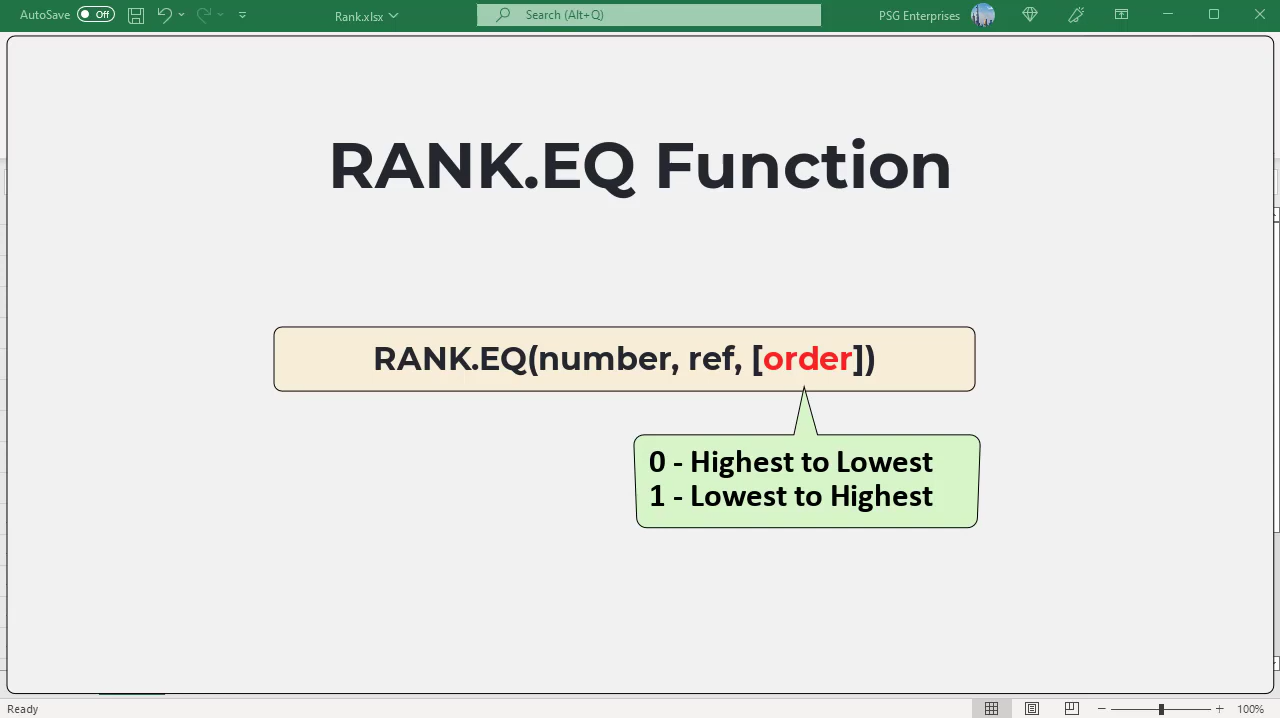 AutoSave Off Rank.xlsx Search (Alt+Q) PSG Enterprises
RANK.EQ Function
RANK.EQ(number, ref, [order])
0 - Highest to Lowest
1 - Lowest to Highest
Ready 100%